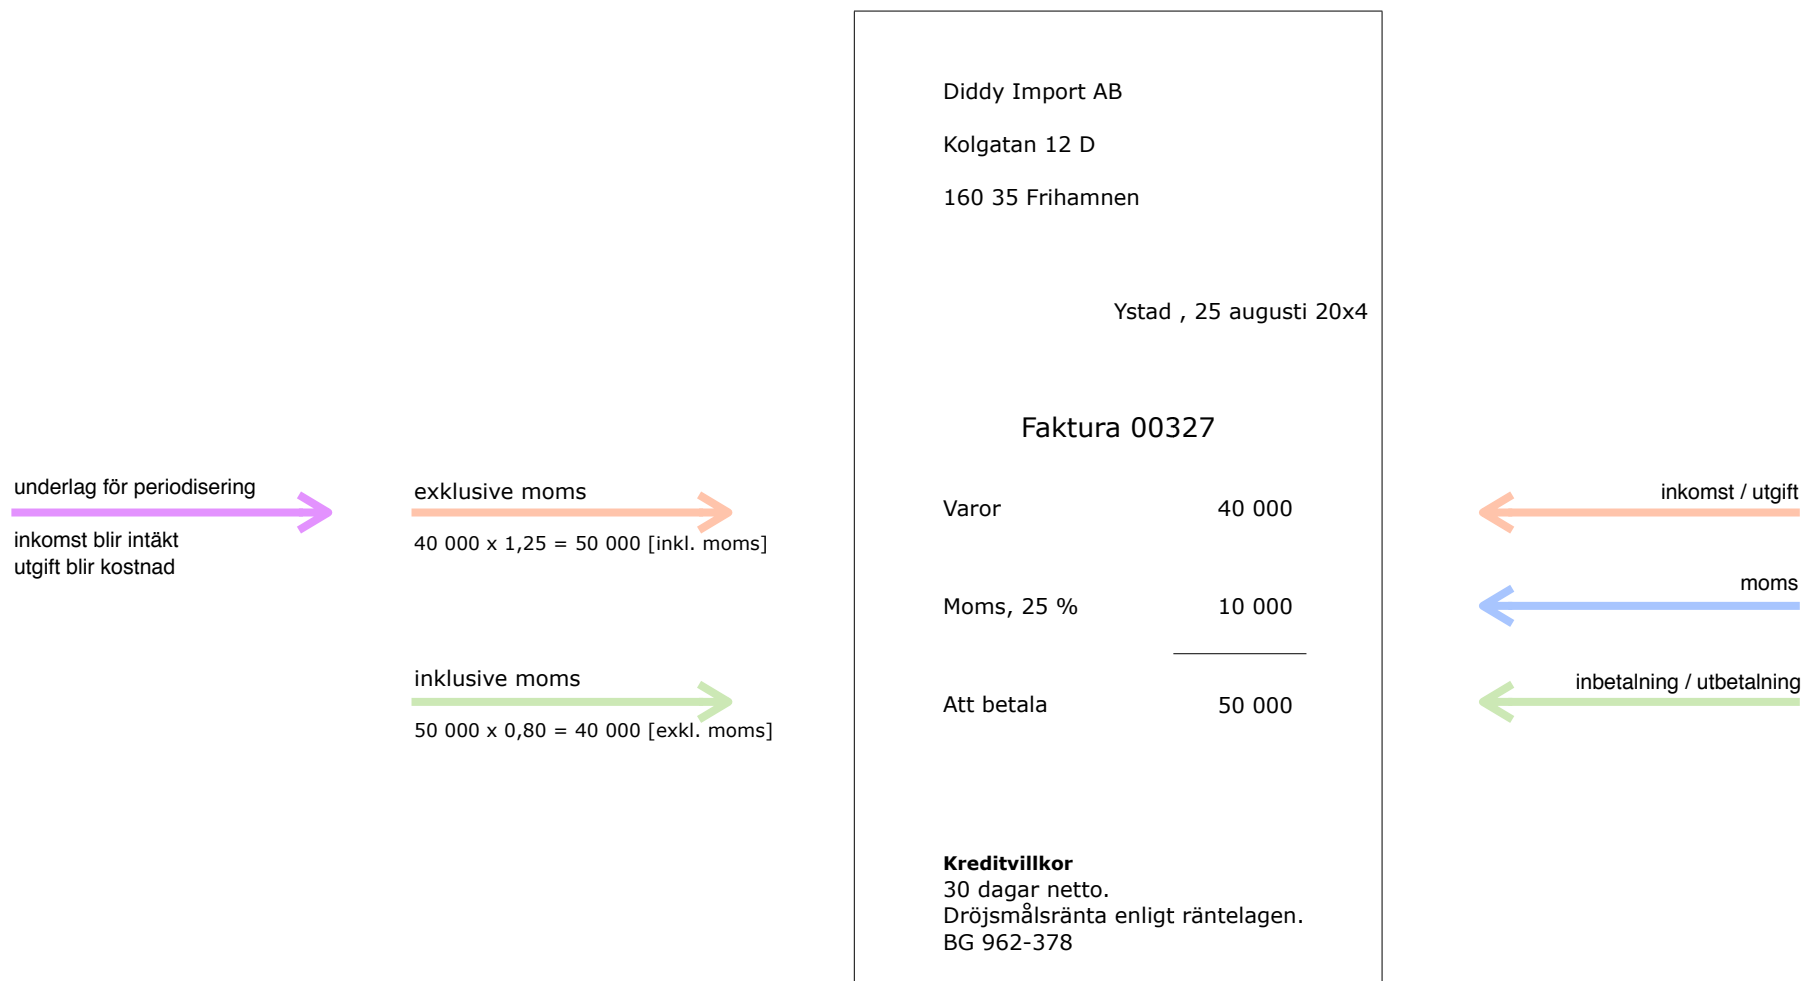 Diddy Import AB
Kolgatan 12 D
160 35 Frihamnen
Ystad , 25 augusti 20x4
Faktura 00327
underlag för periodisering
inkomst blir intäkt
utgift blir kostnad
exklusive moms
40 000 x 1,25 = 50 000 [inkl. moms]
Varor 40 000
inkomst / utgift
Moms, 25 % 10 000
moms
inklusive moms
50 000 x 0,80 = 40 000 [exkl. moms]
Att betala 50 000
inbetalning / utbetalning
Kreditvillkor
30 dagar netto.
Dröjsmålsränta enligt räntelagen.
BG 962-378